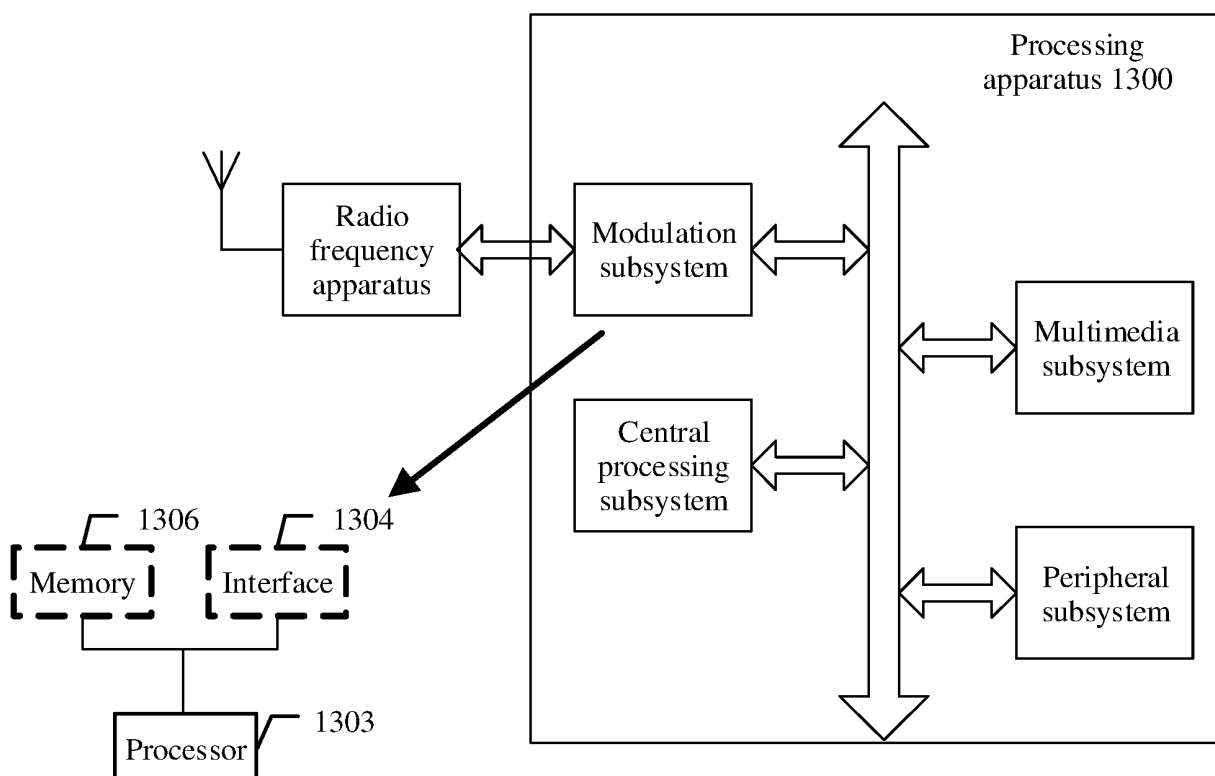 Processing
apparatus 1300
Radio
frequency
apparatus
Modulation
subsystem
Multimedia
subsystem
Central
processing
subsystem
1306
1304
Memory
Interface
Peripheral
subsystem
1303
Processor